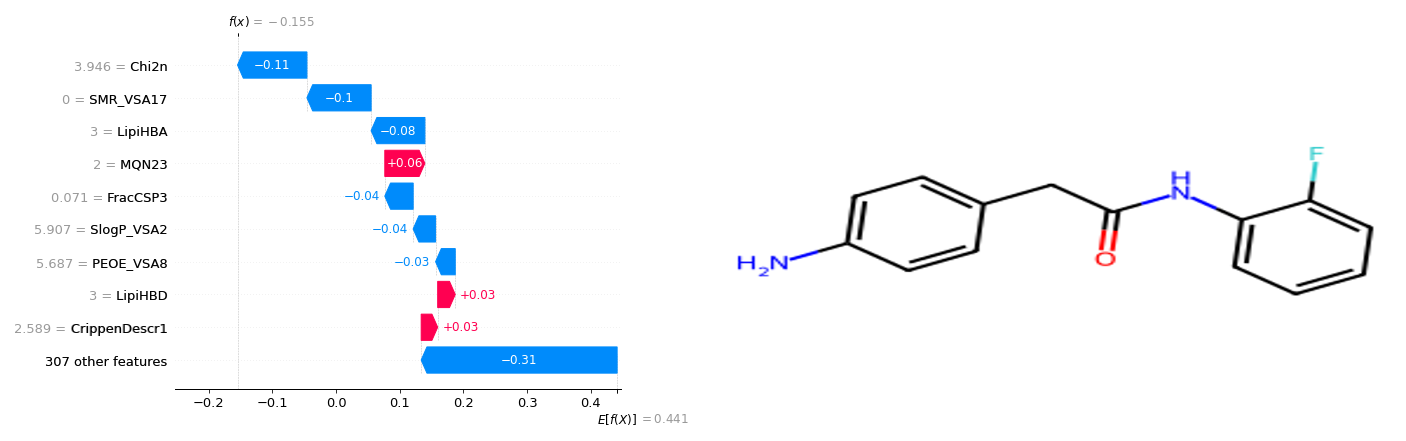 f(x) = −0.155
3.946 = Chi2n −0.11
0 = SMR_VSA17 −0.1
3 = LipiHBA −0.08
2 = MQN23 +0.06
0.071 = FracCSP3 −0.04
5.907 = SlogP_VSA2 −0.04
5.687 = PEOE_VSA8 −0.03
3 = LipiHBD +0.03
2.589 = CrippenDescr1 +0.03
307 other features −0.31
−0.2 −0.1 0.0 0.1 0.2 0.3 0.4
E[f(X)] = 0.441
F
H
N
H2N
O